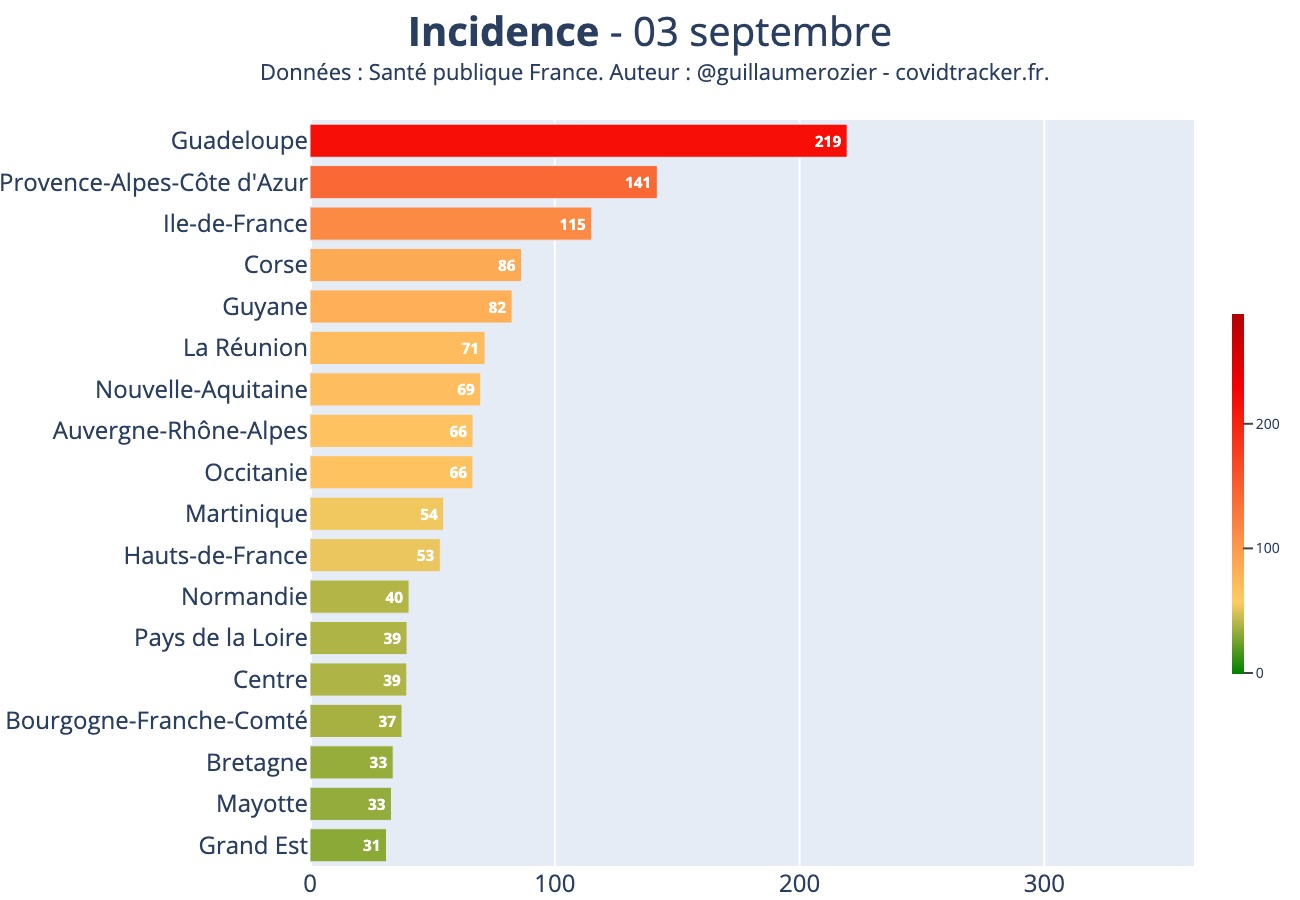 Incidence - 03 septembre
Données : Santé publique France. Auteur : @guillaumerozier - covidtracker.fr.
Guadeloupe 219
Provence-Alpes-Côte d'Azur 141
Ile-de-France 115
Corse 86
Guyane 82
La Réunion 71
Nouvelle-Aquitaine 69
Auvergne-Rhône-Alpes 66
Occitanie 66
Martinique 54
Hauts-de-France 53
Normandie 40
Pays de la Loire 39
Centre 39
Bourgogne-Franche-Comté 37
Bretagne 33
Mayotte 33
Grand Est 31
0 100 200 300
200
100
0